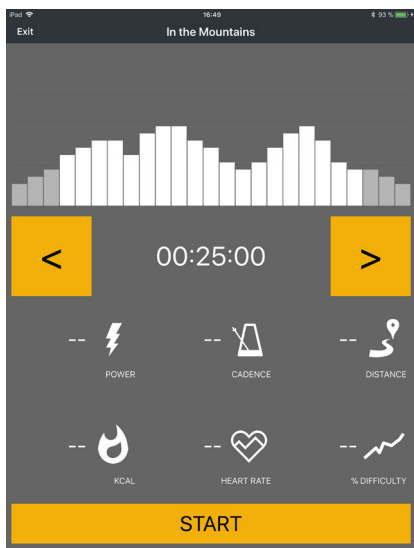 iPad 16:49 93 %
Exit In the Mountains
< 00:25:00 >
-- -- --
POWER CADENCE DISTANCE
-- -- --
KCAL HEART RATE % DIFFICULTY
START